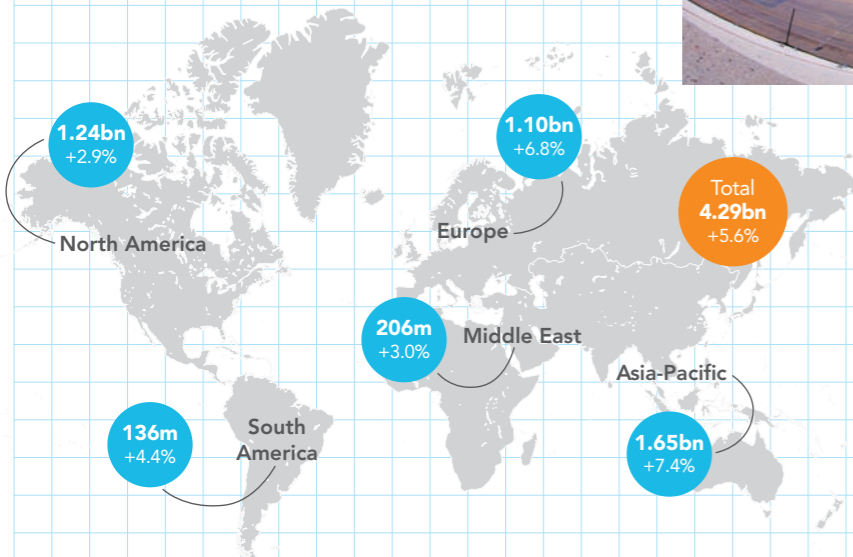 1.24bn
+2.9%
North America
1.10bn
+6.8%
Europe
Total
4.29bn
+5.6%
206m
+3.0%
Middle East
Asia-Pacific
1.65bn
+7.4%
136m
+4.4%
South
America